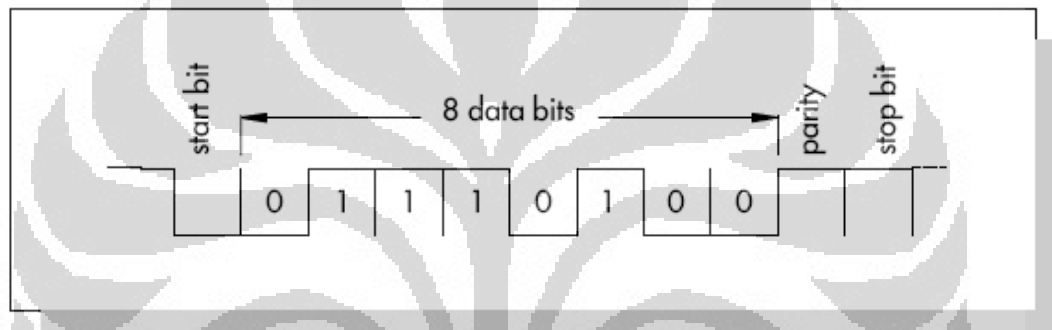 start bit
8 data bits
parity
stop bit
0 1 1 1 0 1 0 0